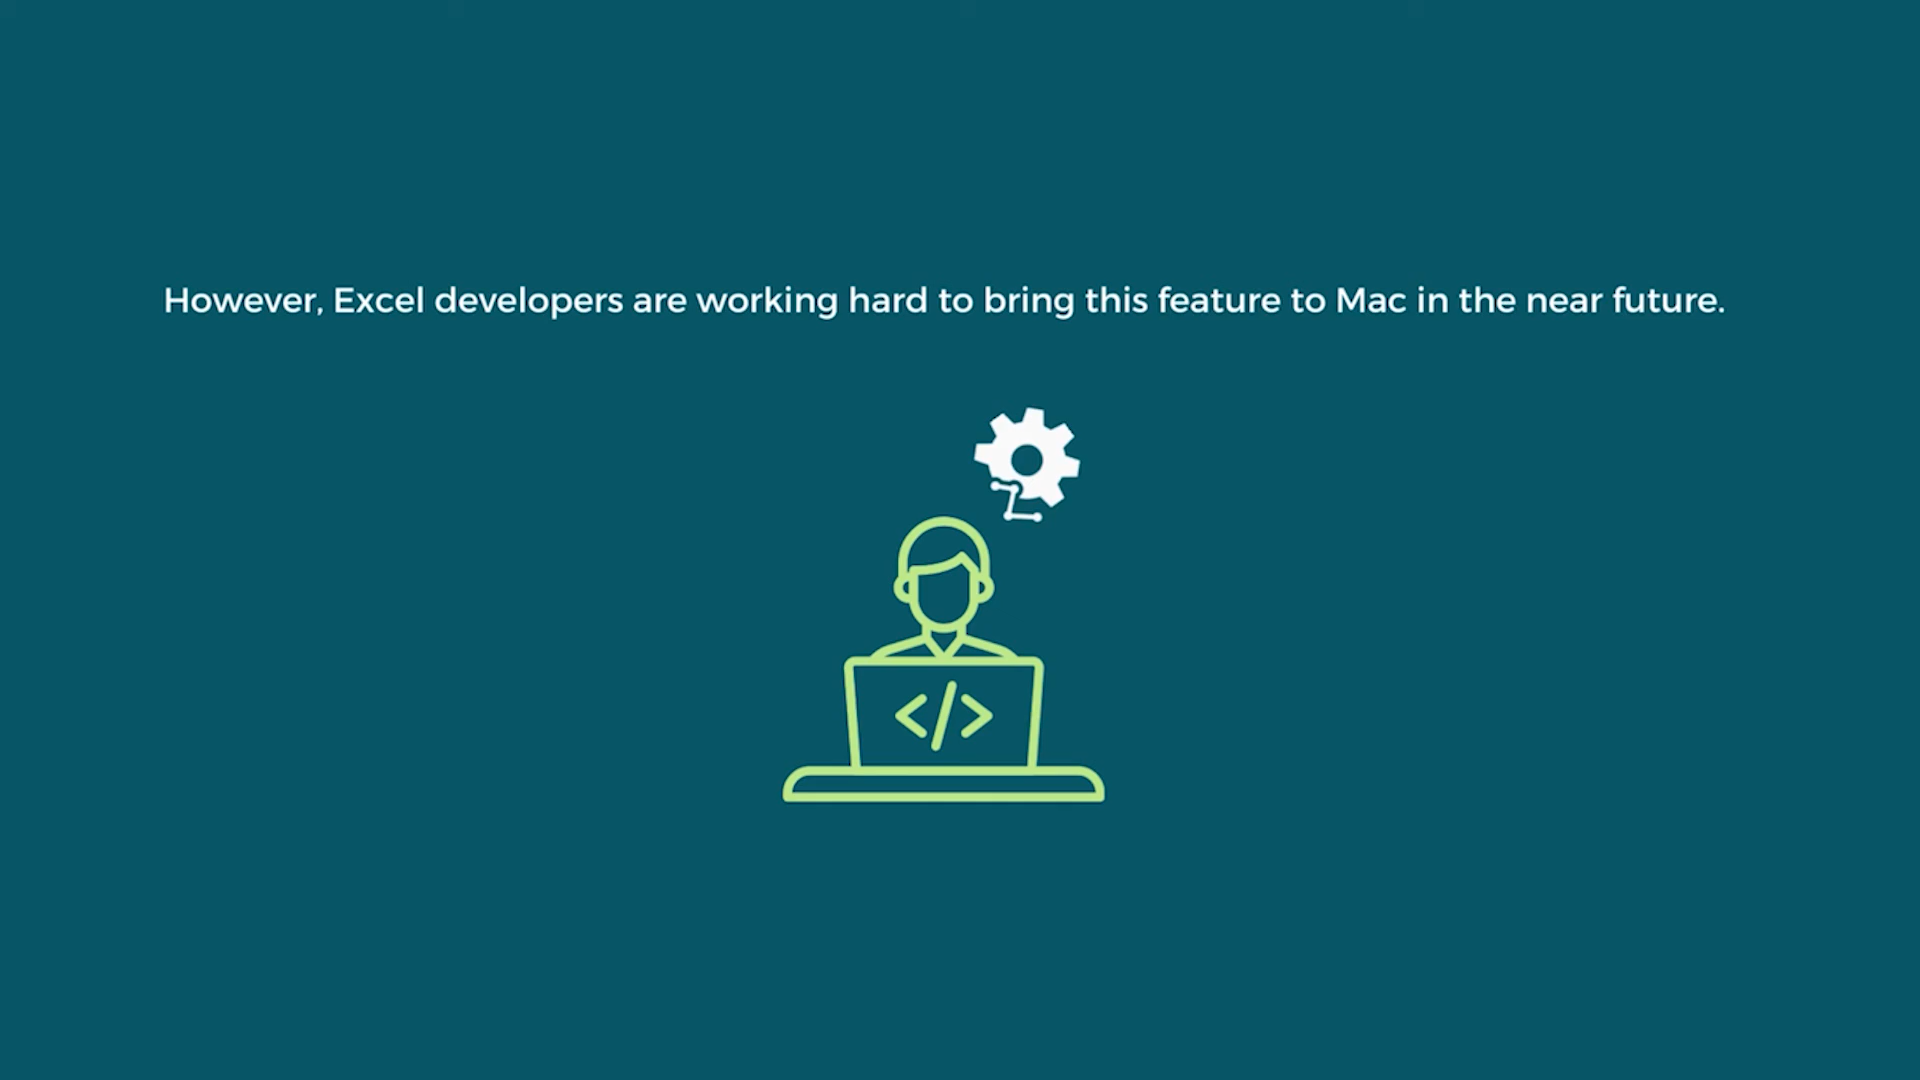 However, Excel developers are working hard to bring this feature to Mac in the near future.
</>